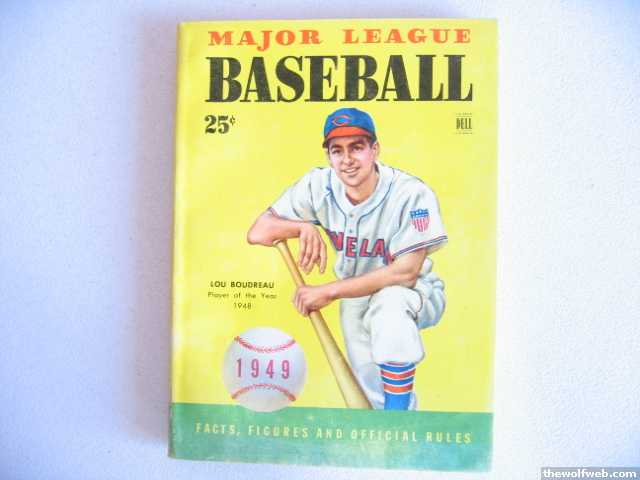 MAJOR LEAGUE
BASEBALL
25¢
DELL
VELA
LOU BOUDREAU
Player of the Year
1948
1949
FACTS, FIGURES AND OFFICIAL RULES
thewolfweb.com